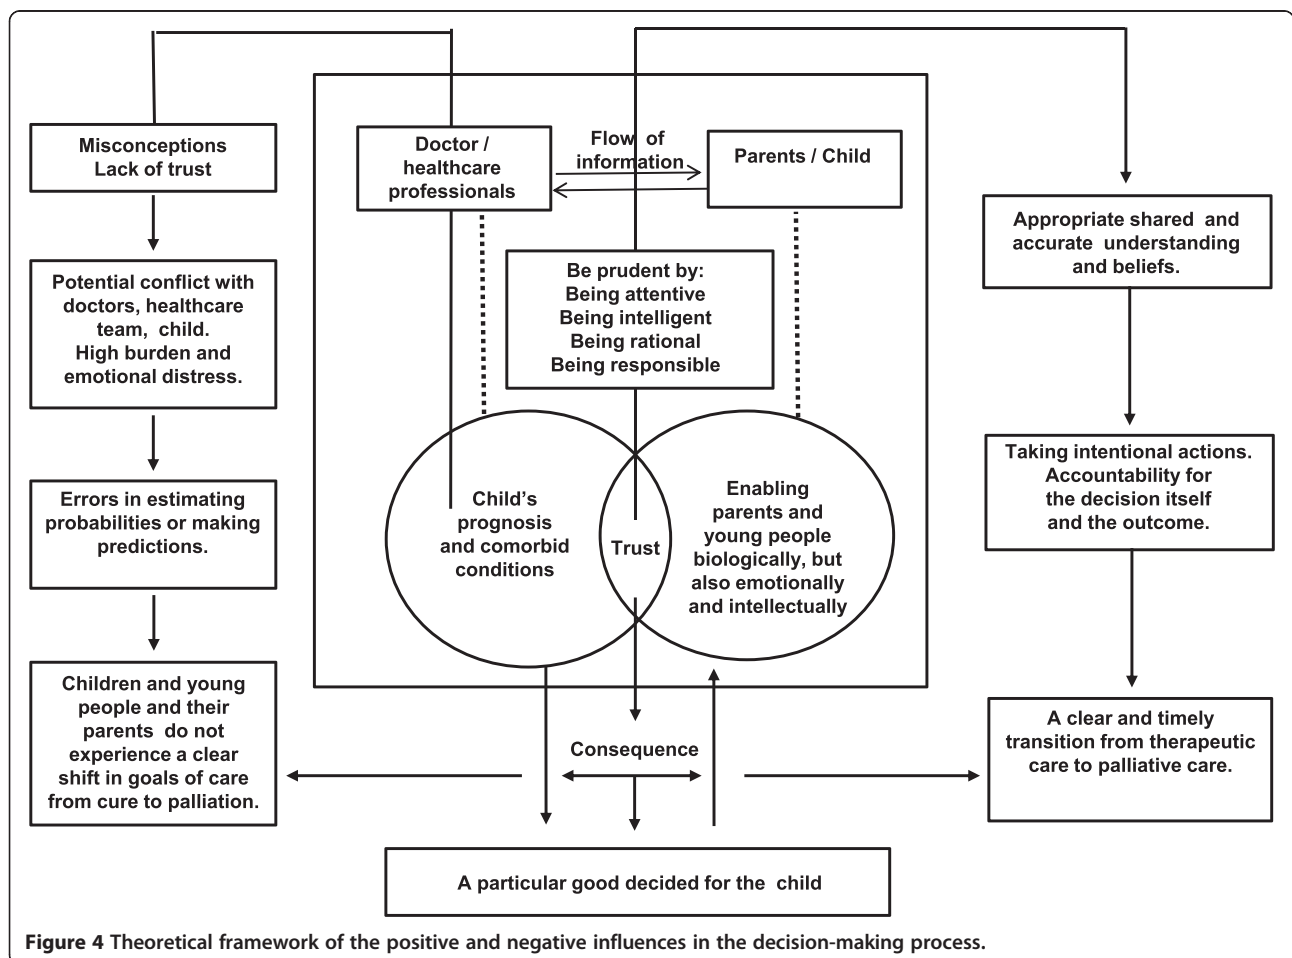 Misconceptions
Lack of trust
Potential conflict with
doctors, healthcare
team, child.
High burden and
emotional distress.
Errors in estimating
probabilities or making
predictions.
Children and young
people and their
parents do not
experience a clear
shift in goals of care
from cure to palliation.
Doctor /
healthcare
professionals
Flow of
information
Parents / Child
Be prudent by:
Being attentive
Being intelligent
Being rational
Being responsible
Child's
prognosis
and comorbid
conditions
Trust
Enabling
parents and
young people
biologically, but
also emotionally
and intellectually
Consequence
A particular good decided for the child
Appropriate shared and
accurate understanding
and beliefs.
Taking intentional actions.
Accountability for
the decision itself
and the outcome.
A clear and timely
transition from therapeutic
care to palliative care.
Figure 4 Theoretical framework of the positive and negative influences in the decision-making process.